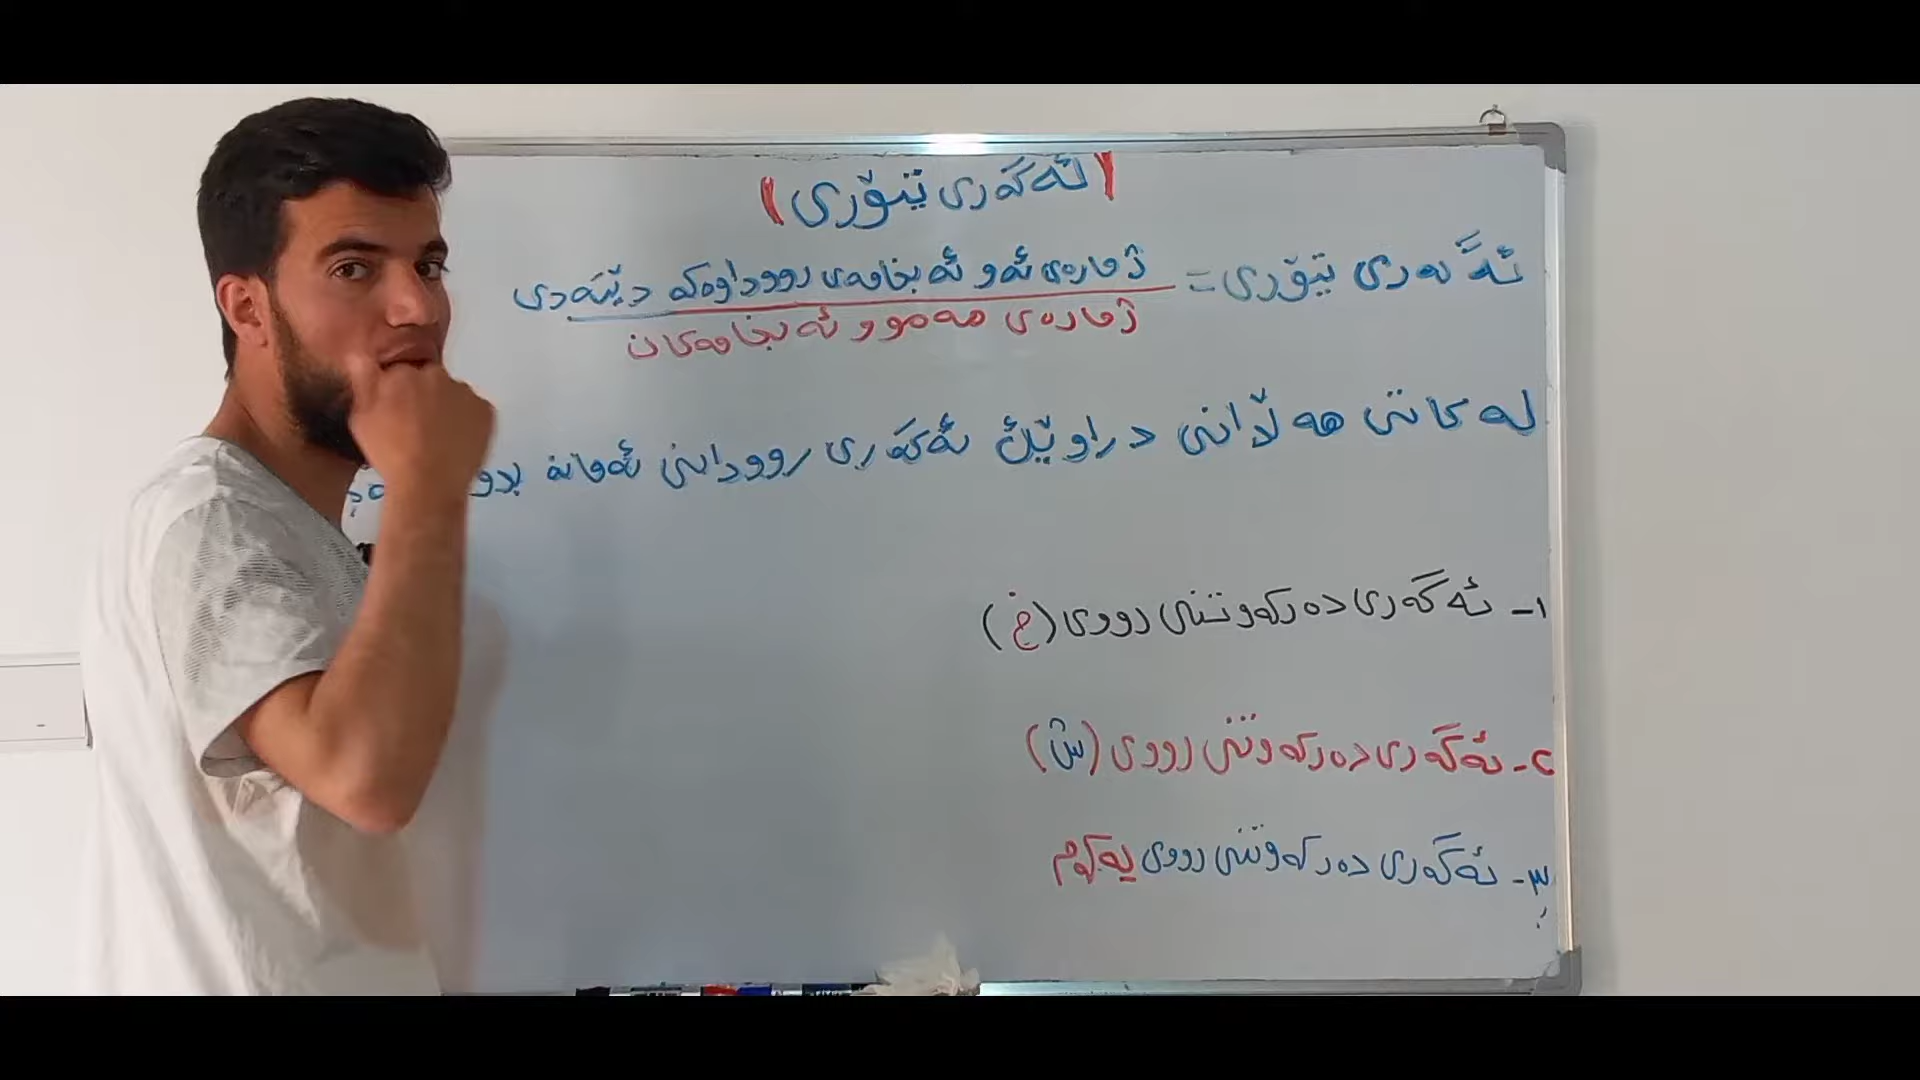 (ئەگەری تیۆری)
ئەگەری تیۆری = ژمارەی ئەو ئەنجامەی رووداوەکە دێتەدی
ژمارەی هەموو ئەنجامەکان
لە کاتی هەڵدانی دراوێک ئەگەری روودانی ئەمانە بدو
١- ئەگەری دەرکەوتنی رووی (خ)
٢- ئەگەری دەرکەوتنی رووی (ش)
٣- ئەگەری دەرکەوتنی رووی یەکەم